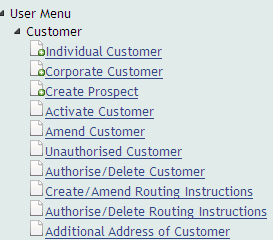 User Menu
Customer
Individual Customer
Corporate Customer
Create Prospect
Activate Customer
Amend Customer
Unauthorised Customer
Authorise/Delete Customer
Create/Amend Routing Instructions
Authorise/Delete Routing Instructions
Additional Address of Customer